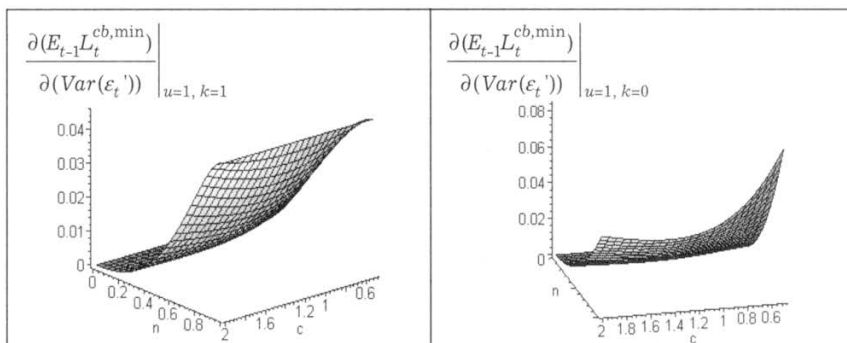 ∂(E_{t-1}L_t^{cb,min})
∂(Var(ε_t'))
u=1, k=1
0.04
0.03
0.02
0.01
0
0
0.2
0.4
0.6
0.8
n
2
1.6
1.2
1
0.6
c
∂(E_{t-1}L_t^{cb,min})
∂(Var(ε_t'))
u=1, k=0
0.08
0.06
0.04
0.02
0
n
2
1.8
1.6
1.4
1.2
1
0.8
0.6
c